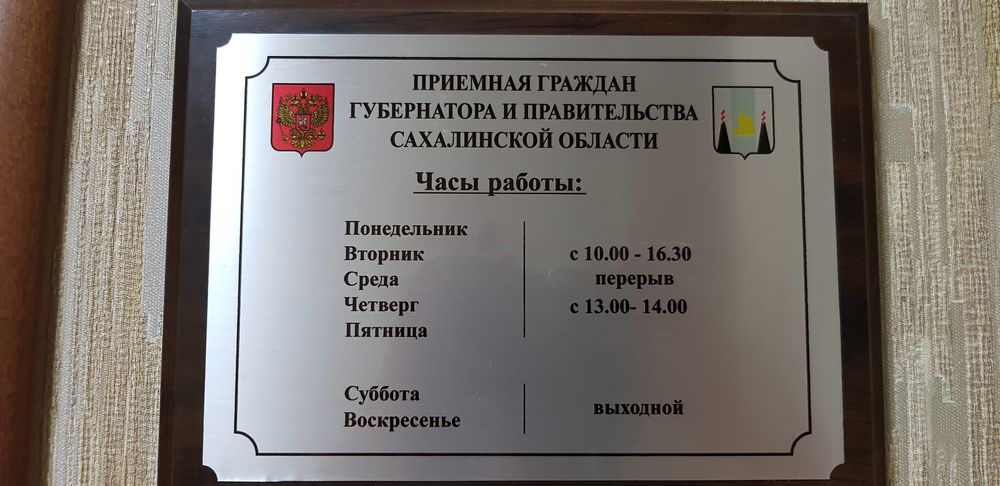 ПРИЕМНАЯ ГРАЖДАН
ГУБЕРНАТОРА И ПРАВИТЕЛЬСТВА
САХАЛИНСКОЙ ОБЛАСТИ
Часы работы:
Понедельник
Вторник
Среда
Четверг
Пятница
с 10.00 - 16.30
перерыв
с 13.00- 14.00
Суббота
Воскресенье
выходной